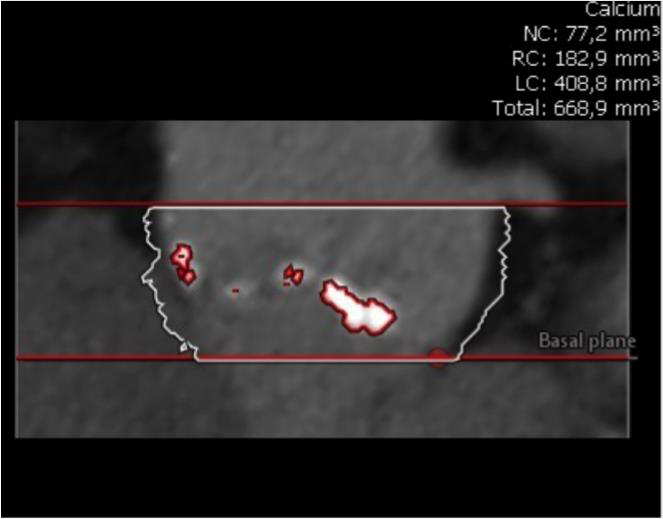 Calcium
NC: 77,2 mm³
RC: 182,9 mm³
LC: 408,8 mm³
Total: 668,9 mm³
Basal plane